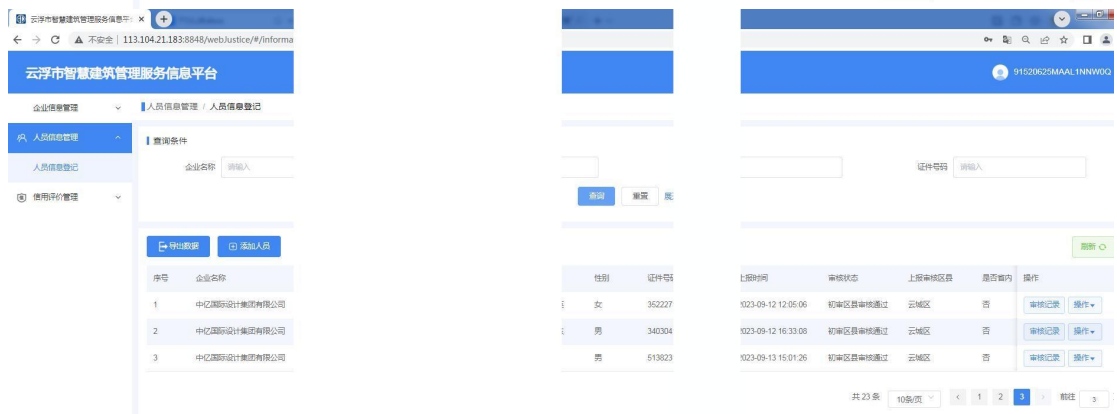 云浮市智慧建筑管理服务信息平
不安全 113.104.21.183:8848/webJustice/#/informa
云浮市智慧建筑管理服务信息平台
91520625MAAL1NNW0Q
企业信息管理
人员信息管理 / 人员信息登记
人员信息管理
查询条件
人员信息登记
企业名称 请输入 证件号码 请输入
信用评价管理
查询 重置
导出数据 添加人员 刷新
序号 企业名称 性别 证件号码 上报时间 审核状态 上报审核区县 是否省内 操作
1 中亿国际设计集团有限公司 女 352227 2023-09-12 12:05:06 初审区县审核通过 云城区 否 审核记录 操作
2 中亿国际设计集团有限公司 男 340304 2023-09-12 16:33:08 初审区县审核通过 云城区 否 审核记录 操作
3 中亿国际设计集团有限公司 男 513823 2023-09-13 15:01:26 初审区县审核通过 云城区 否 审核记录 操作
共 23 条 10条/页 1 2 3 前往 3